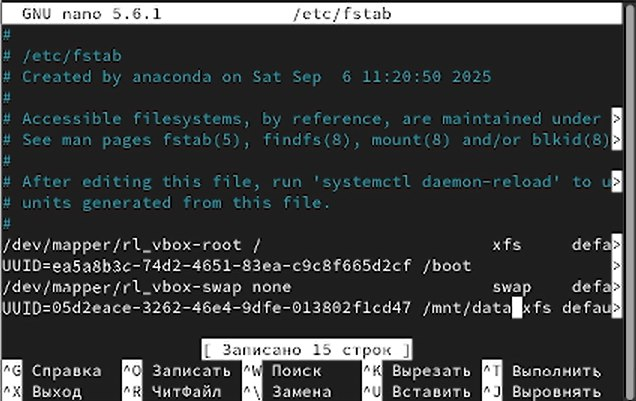 GNU nano 5.6.1 /etc/fstab
#
# /etc/fstab
# Created by anaconda on Sat Sep  6 11:20:50 2025
#
# Accessible filesystems, by reference, are maintained under >
# See man pages fstab(5), findfs(8), mount(8) and/or blkid(8)>
#
# After editing this file, run 'systemctl daemon-reload' to u>
# units generated from this file.
#
/dev/mapper/rl_vbox-root / xfs defa>
UUID=ea5a8b3c-74d2-4651-83ea-c9c8f665d2cf /boot >
/dev/mapper/rl_vbox-swap none swap defa>
UUID=05d2eace-3262-46e4-9dfe-013802f1cd47 /mnt/data xfs defau>
[ Записано 15 строк ]
^G Справка ^O Записать ^W Поиск ^K Вырезать ^T Выполнить
^X Выход ^R ЧитФайл ^\ Замена ^U Вставить ^J Выровнять